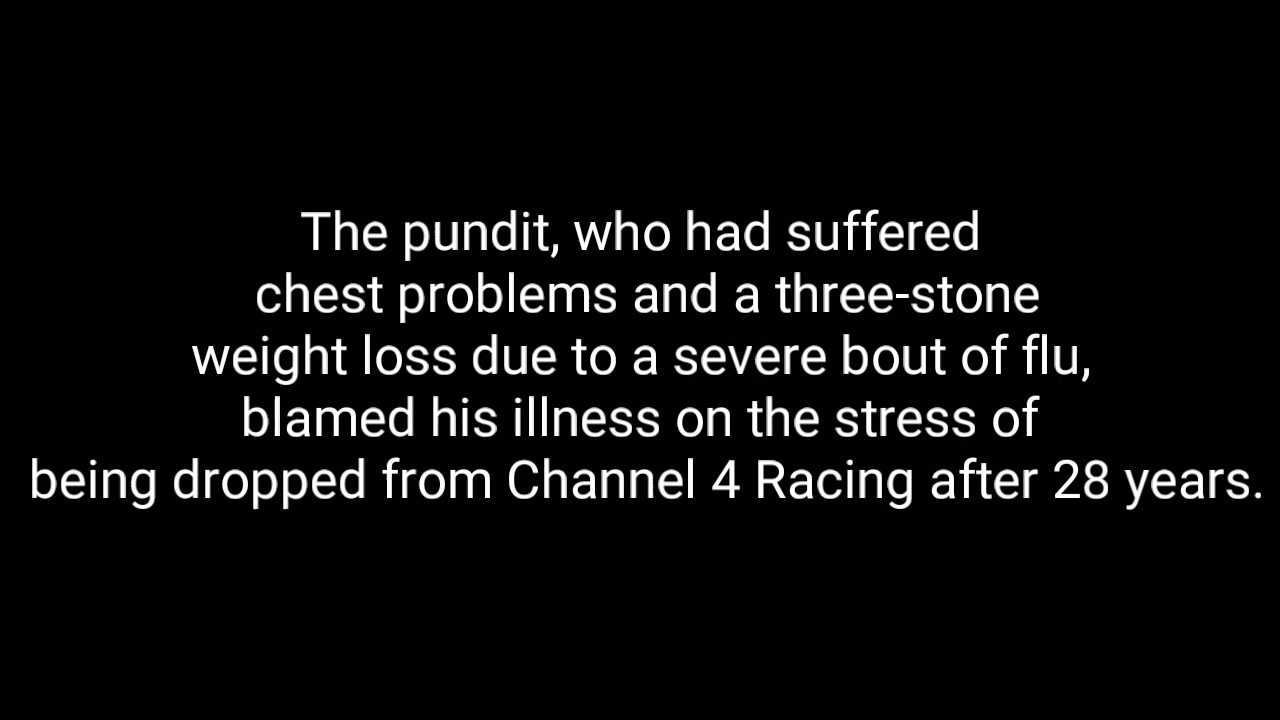 The pundit, who had suffered
chest problems and a three-stone
weight loss due to a severe bout of flu,
blamed his illness on the stress of
being dropped from Channel 4 Racing after 28 years.